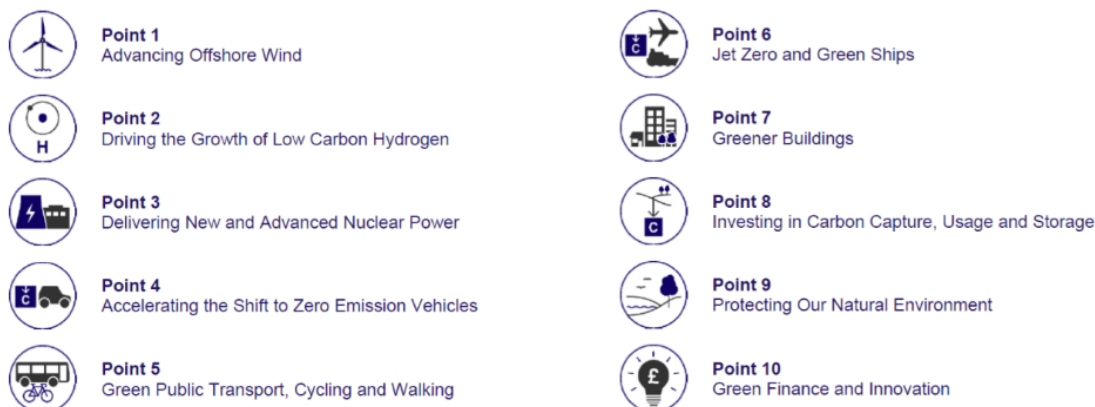 Point 1
Advancing Offshore Wind
H
Point 2
Driving the Growth of Low Carbon Hydrogen
Point 3
Delivering New and Advanced Nuclear Power
C
Point 4
Accelerating the Shift to Zero Emission Vehicles
Point 5
Green Public Transport, Cycling and Walking
C
Point 6
Jet Zero and Green Ships
Point 7
Greener Buildings
C
Point 8
Investing in Carbon Capture, Usage and Storage
Point 9
Protecting Our Natural Environment
£
Point 10
Green Finance and Innovation